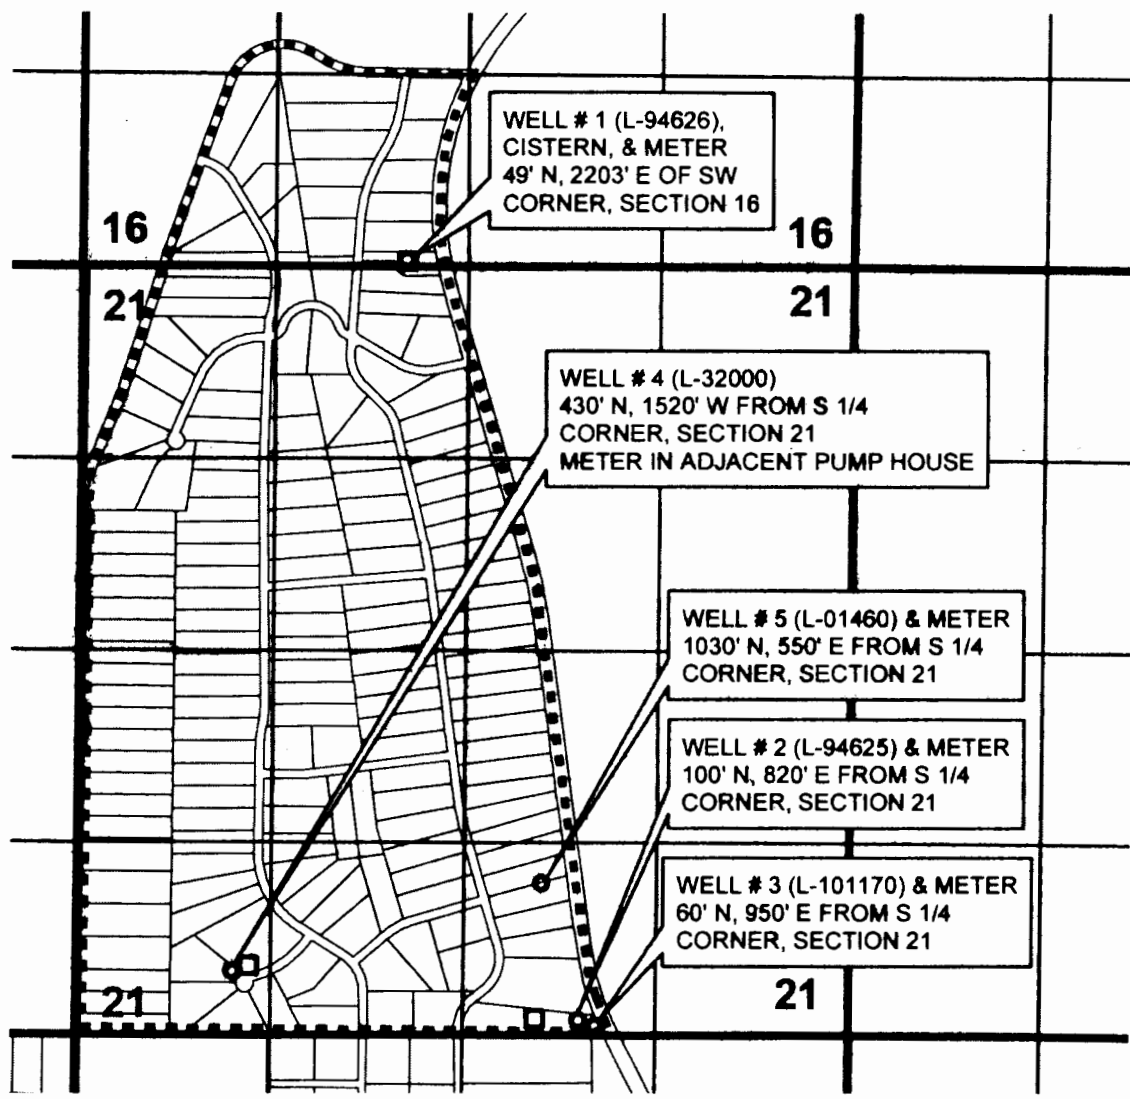 WELL # 1 (L-94626),
CISTERN, & METER
49' N, 2203' E OF SW
CORNER, SECTION 16
16
16
21
21
WELL # 4 (L-32000)
430' N, 1520' W FROM S 1/4
CORNER, SECTION 21
METER IN ADJACENT PUMP HOUSE
WELL # 5 (L-01460) & METER
1030' N, 550' E FROM S 1/4
CORNER, SECTION 21
WELL # 2 (L-94625) & METER
100' N, 820' E FROM S 1/4
CORNER, SECTION 21
WELL # 3 (L-101170) & METER
60' N, 950' E FROM S 1/4
CORNER, SECTION 21
21
21